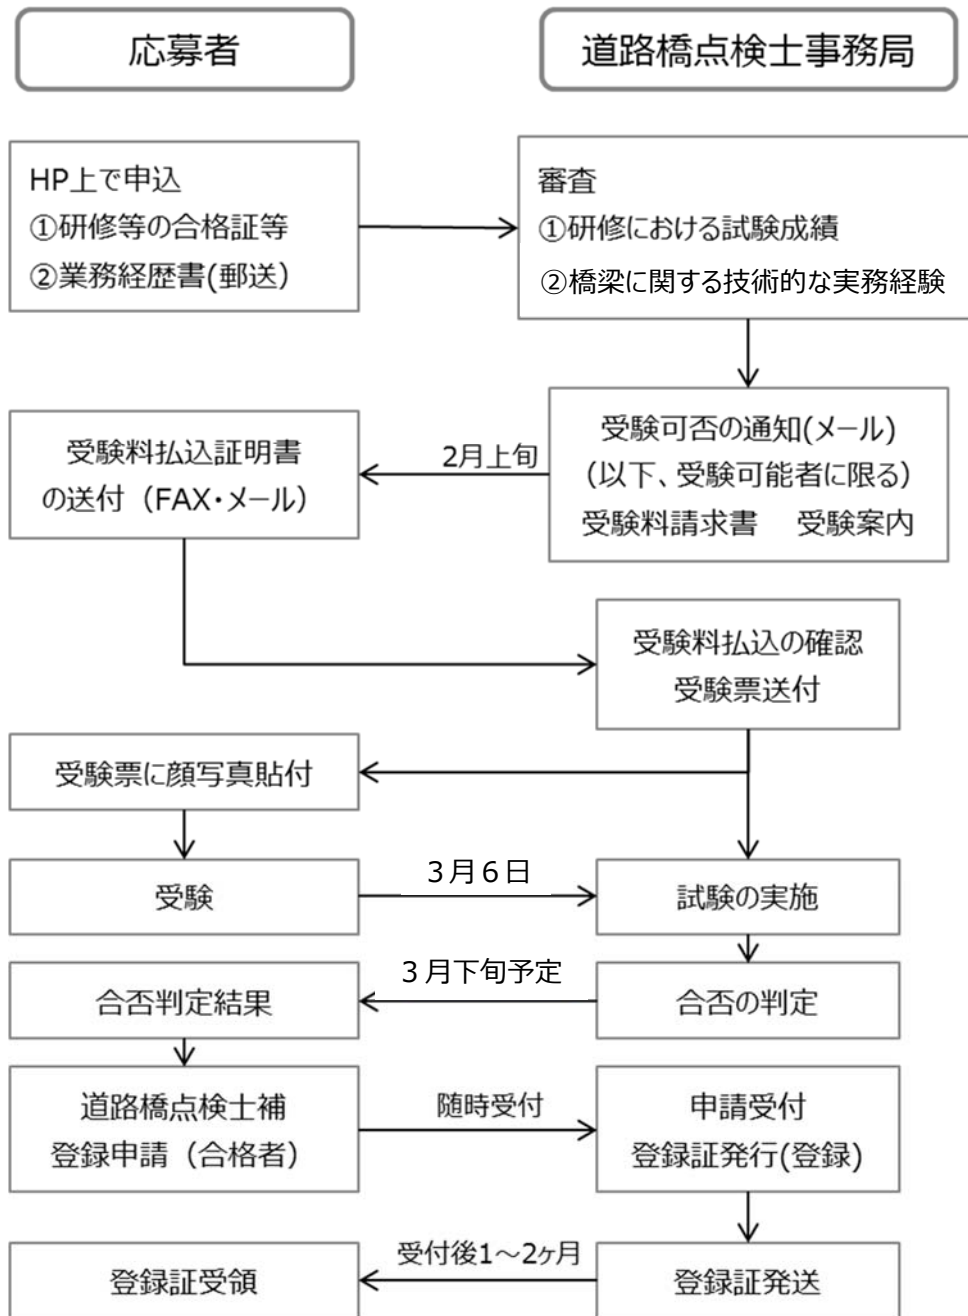 応募者
道路橋点検士事務局
HP上で申込
①研修等の合格証等
②業務経歴書(郵送）
審査
①研修における試験成績
②橋梁に関する技術的な実務経験
受験可否の通知(メール)
(以下、受験可能者に限る)
受験料請求書　受験案内
2月上旬
受験料払込証明書
の送付（FAX・メール）
受験料払込の確認
受験票送付
受験票に顔写真貼付
受験
３月６日
試験の実施
合否判定結果
３月下旬予定
合否の判定
道路橋点検士補
登録申請（合格者）
随時受付
申請受付
登録証発行(登録)
登録証受領
受付後1～2ヶ月
登録証発送